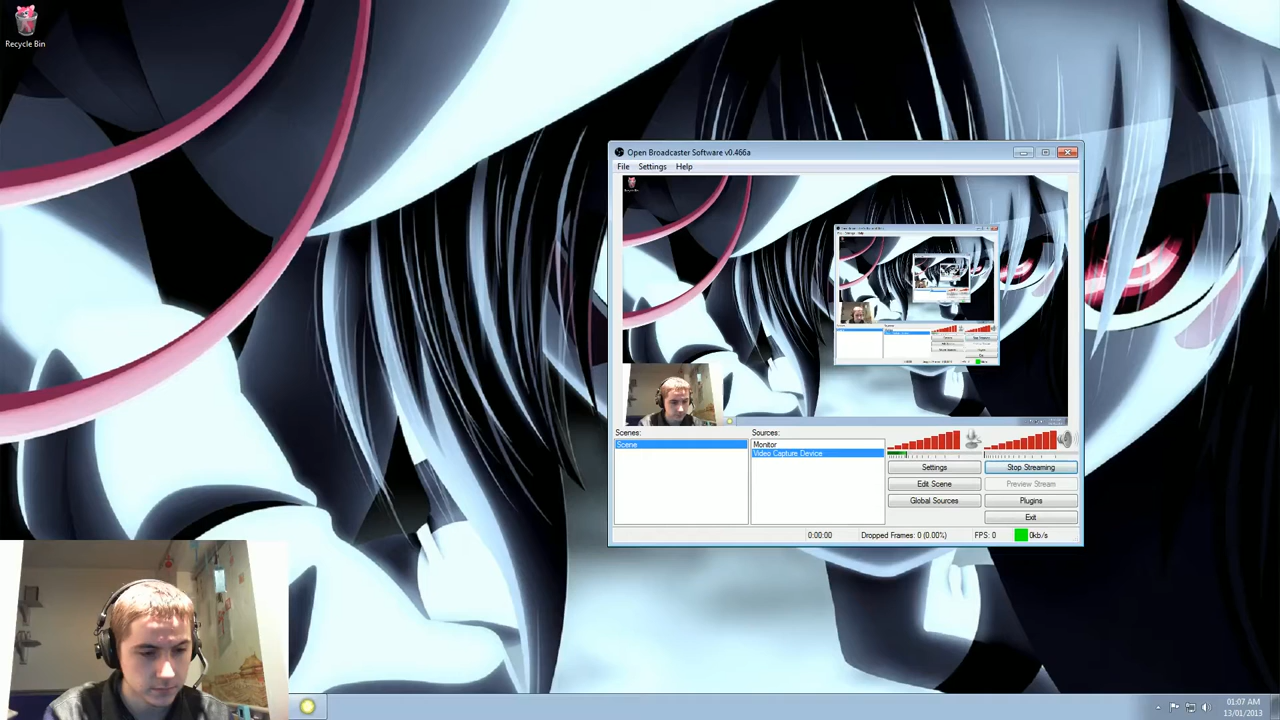 Recycle Bin
Open Broadcaster Software v0.466a
File Settings Help
Scenes:
Scene
Sources:
Monitor
Video Capture Device
Settings
Stop Streaming
Edit Scene
Preview Stream
Global Sources
Plugins
Exit
0:00:00
Dropped Frames: 0 (0.00%)
FPS: 0
0kb/s
01:07 AM
13/01/2013